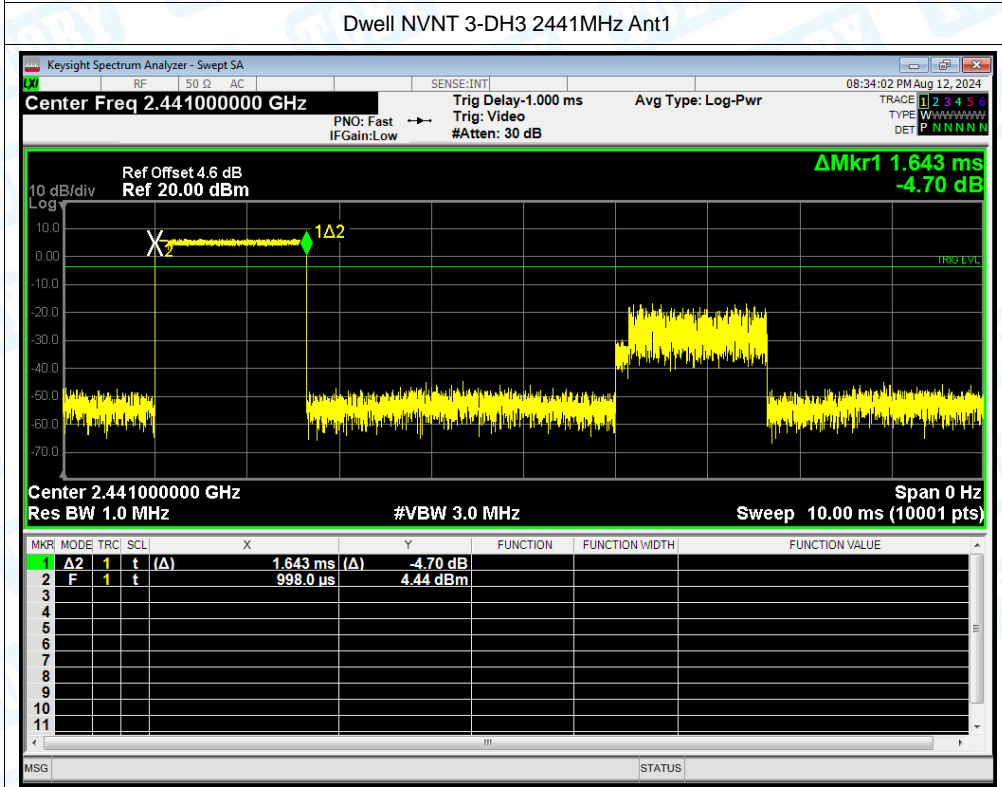 Dwell NVNT 3-DH3 2441MHz Ant1
Keysight Spectrum Analyzer - Swept SA
LXI RF 50 Ω AC SENSE:INT 08:34:02 PM Aug 12, 2024
Center Freq 2.441000000 GHz
PNO: Fast
IFGain:Low
Trig Delay-1.000 ms
Trig: Video
#Atten: 30 dB
Avg Type: Log-Pwr
TRACE 1 2 3 4 5 6
TYPE WWWWWW
DET P N N N N N
ΔMkr1 1.643 ms
-4.70 dB
Ref Offset 4.6 dB
10 dB/div Ref 20.00 dBm
Log
10.0
0.00
-10.0
-20.0
-30.0
-40.0
-50.0
-60.0
-70.0
2
1Δ2
TRIG LVL
Center 2.441000000 GHz Span 0 Hz
Res BW 1.0 MHz #VBW 3.0 MHz Sweep 10.00 ms (10001 pts)
MKR MODE TRC SCL X Y FUNCTION FUNCTION WIDTH FUNCTION VALUE
1 Δ2 1 t (Δ) 1.643 ms (Δ) -4.70 dB
2 F 1 t 998.0 µs 4.44 dBm
3
4
5
6
7
8
9
10
11
MSG STATUS